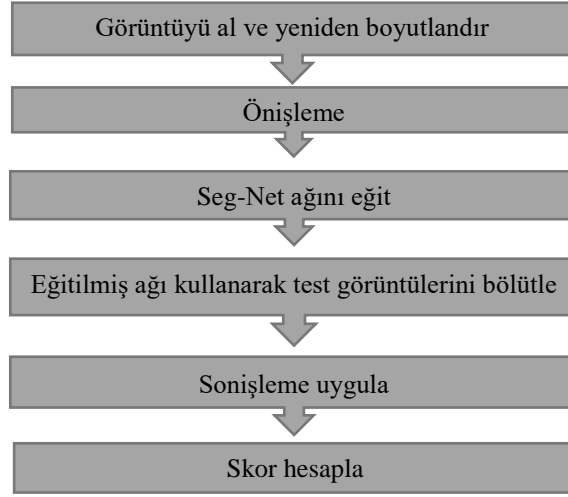 Görüntüyü al ve yeniden boyutlandır
Önişleme
Seg-Net ağını eğit
Eğitilmiş ağı kullanarak test görüntülerini bölütle
Sonişleme uygula
Skor hesapla